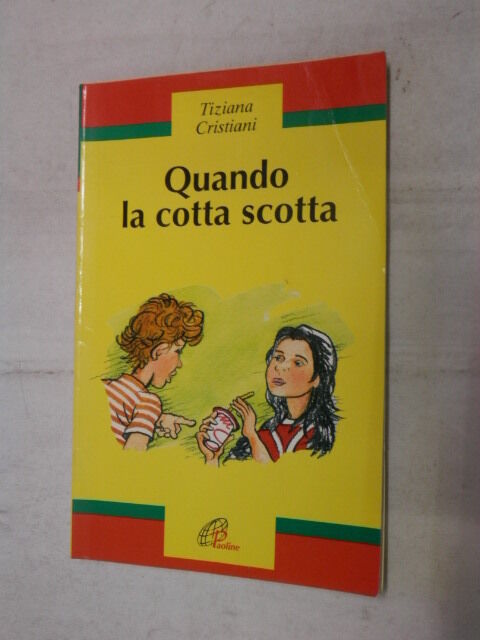 Tiziana
Cristiani
Quando
la cotta scotta
Paoline